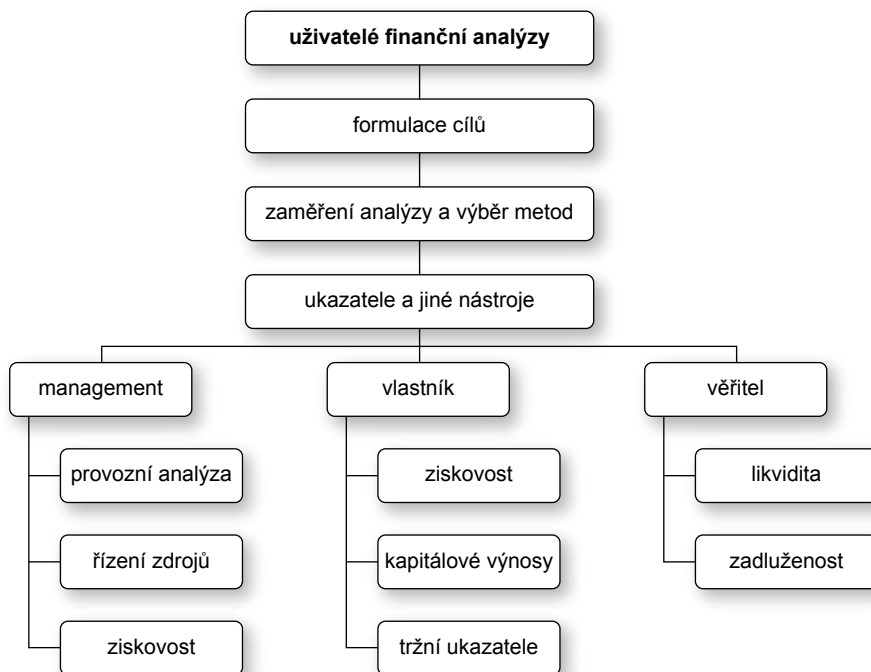 uživatelé finanční analýzy
formulace cílů
zaměření analýzy a výběr metod
ukazatele a jiné nástroje
management
vlastník
věřitel
provozní analýza
ziskovost
likvidita
řízení zdrojů
kapitálové výnosy
zadluženost
ziskovost
tržní ukazatele